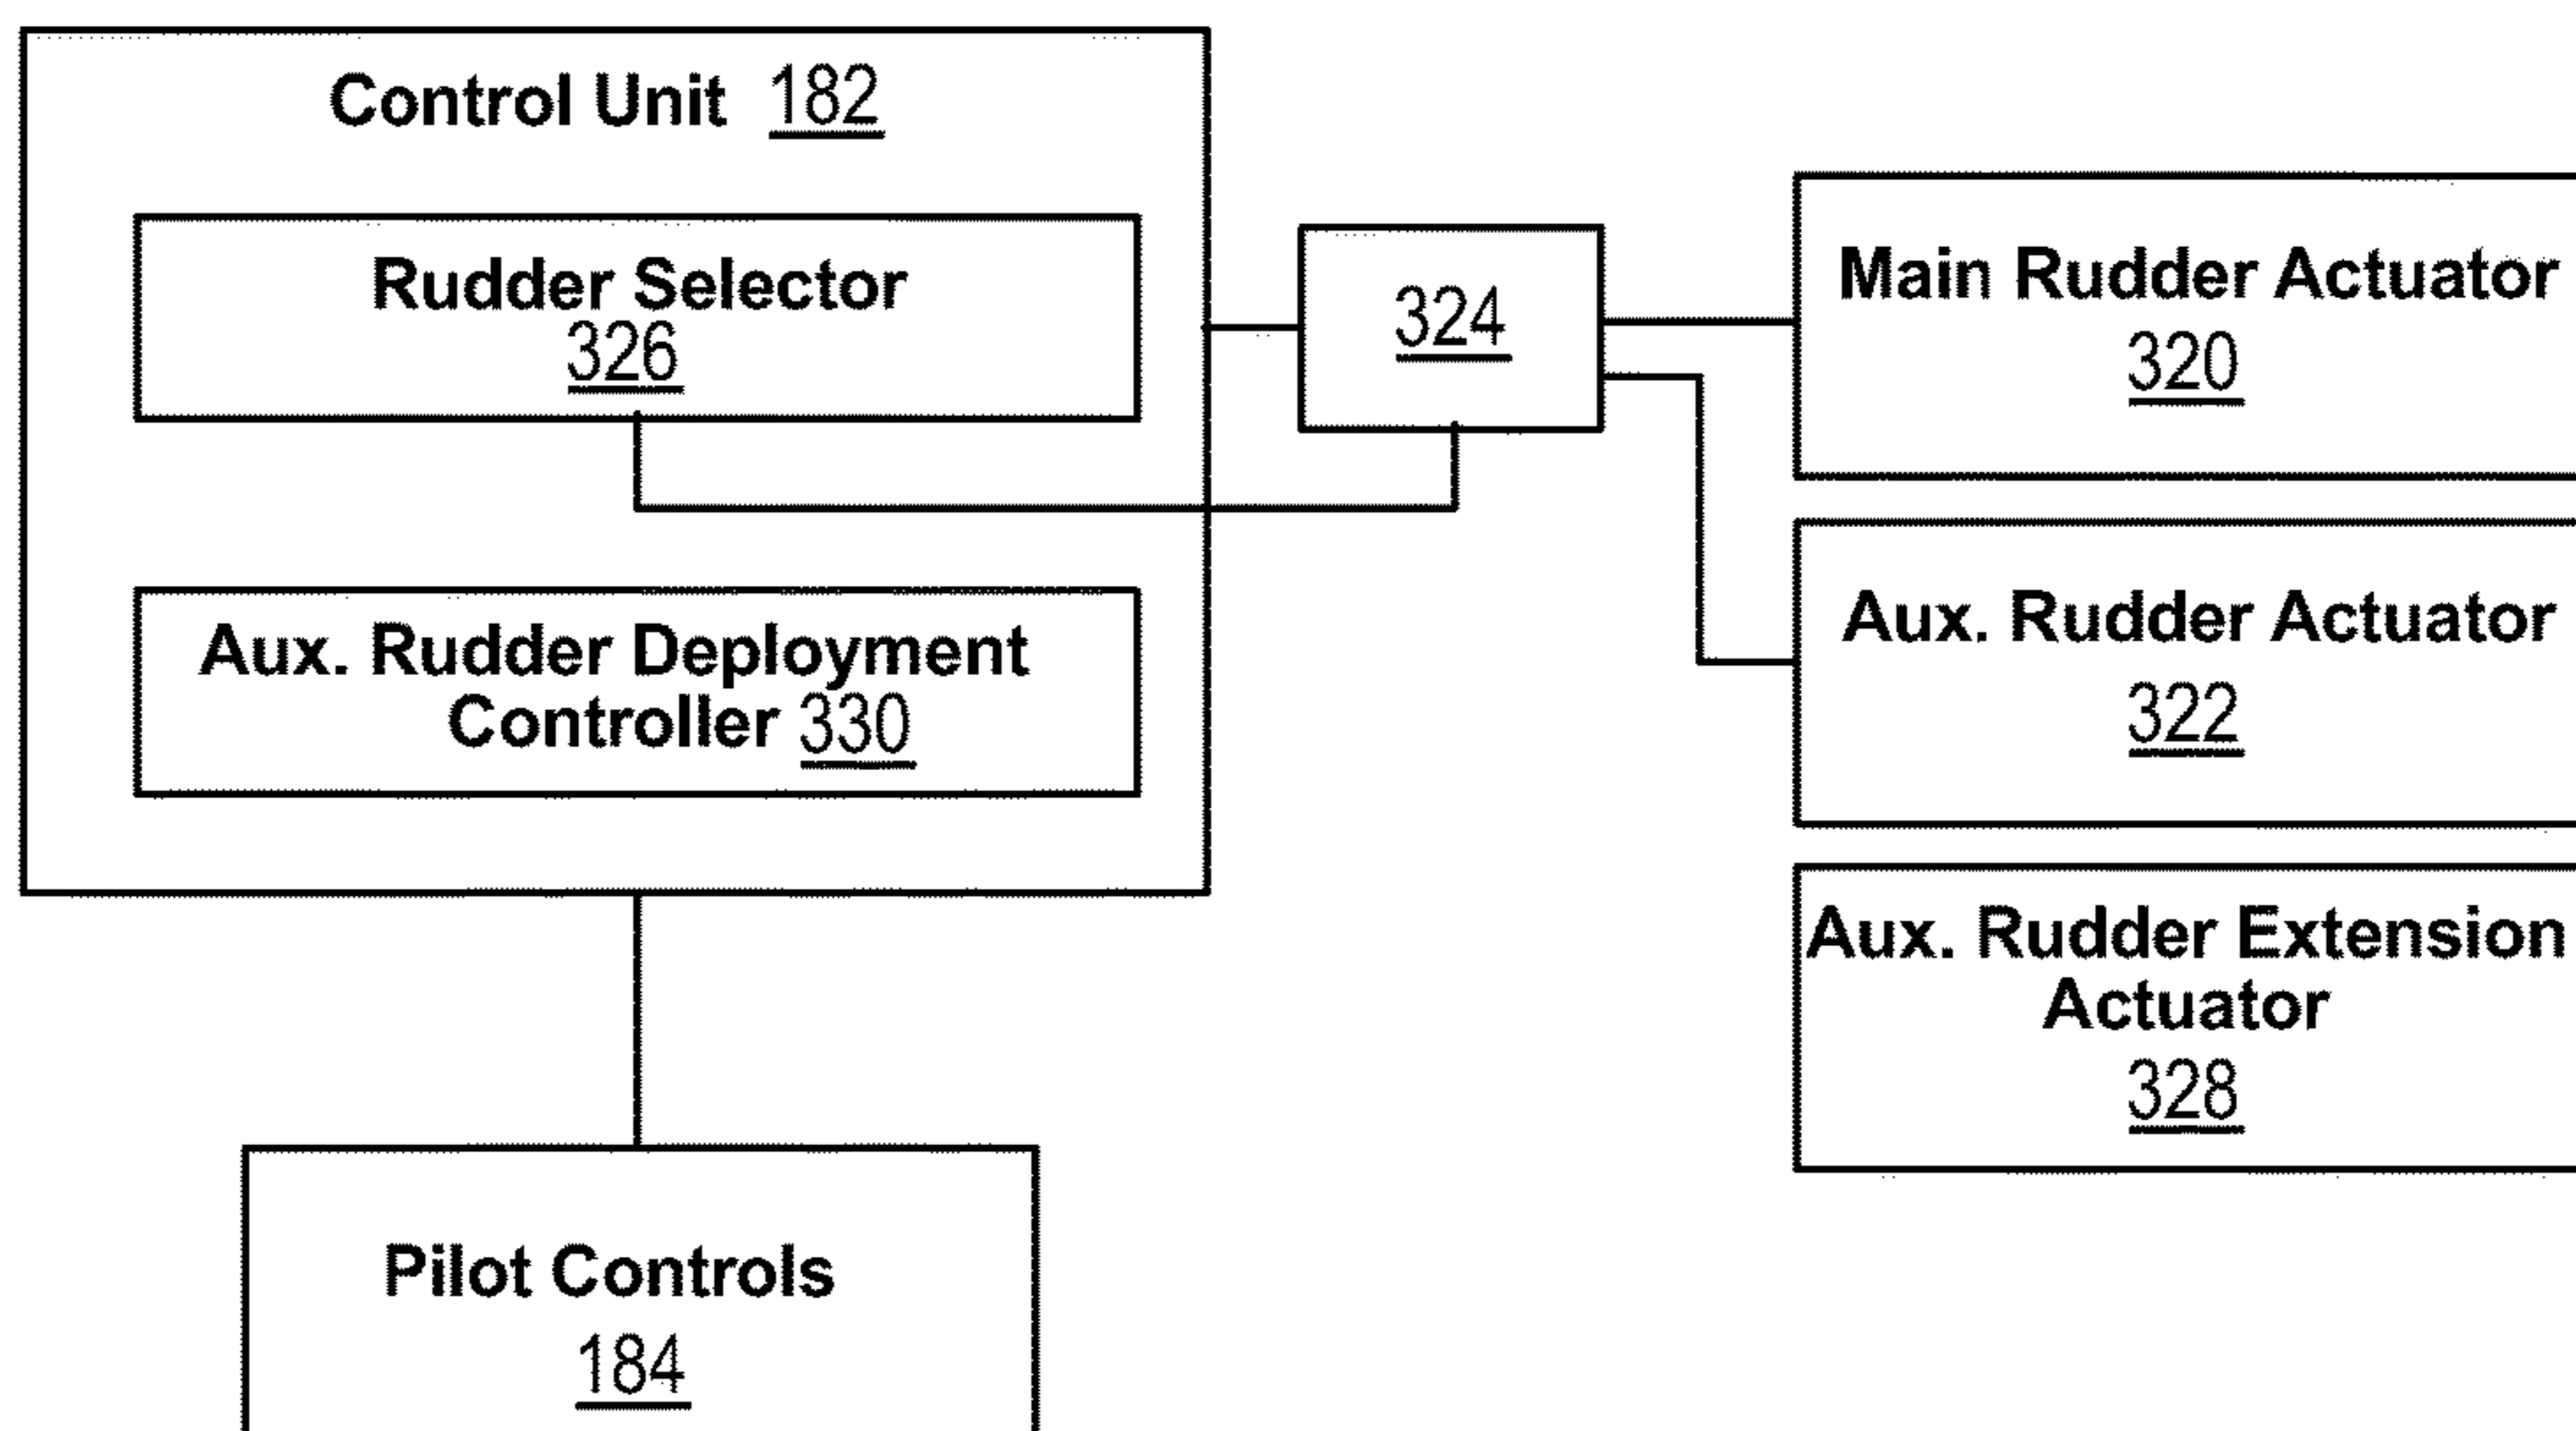 Control Unit 182
Rudder Selector
326
Aux. Rudder Deployment
Controller 330
324
Main Rudder Actuator
320
Aux. Rudder Actuator
322
Aux. Rudder Extension
Actuator
328
Pilot Controls
184